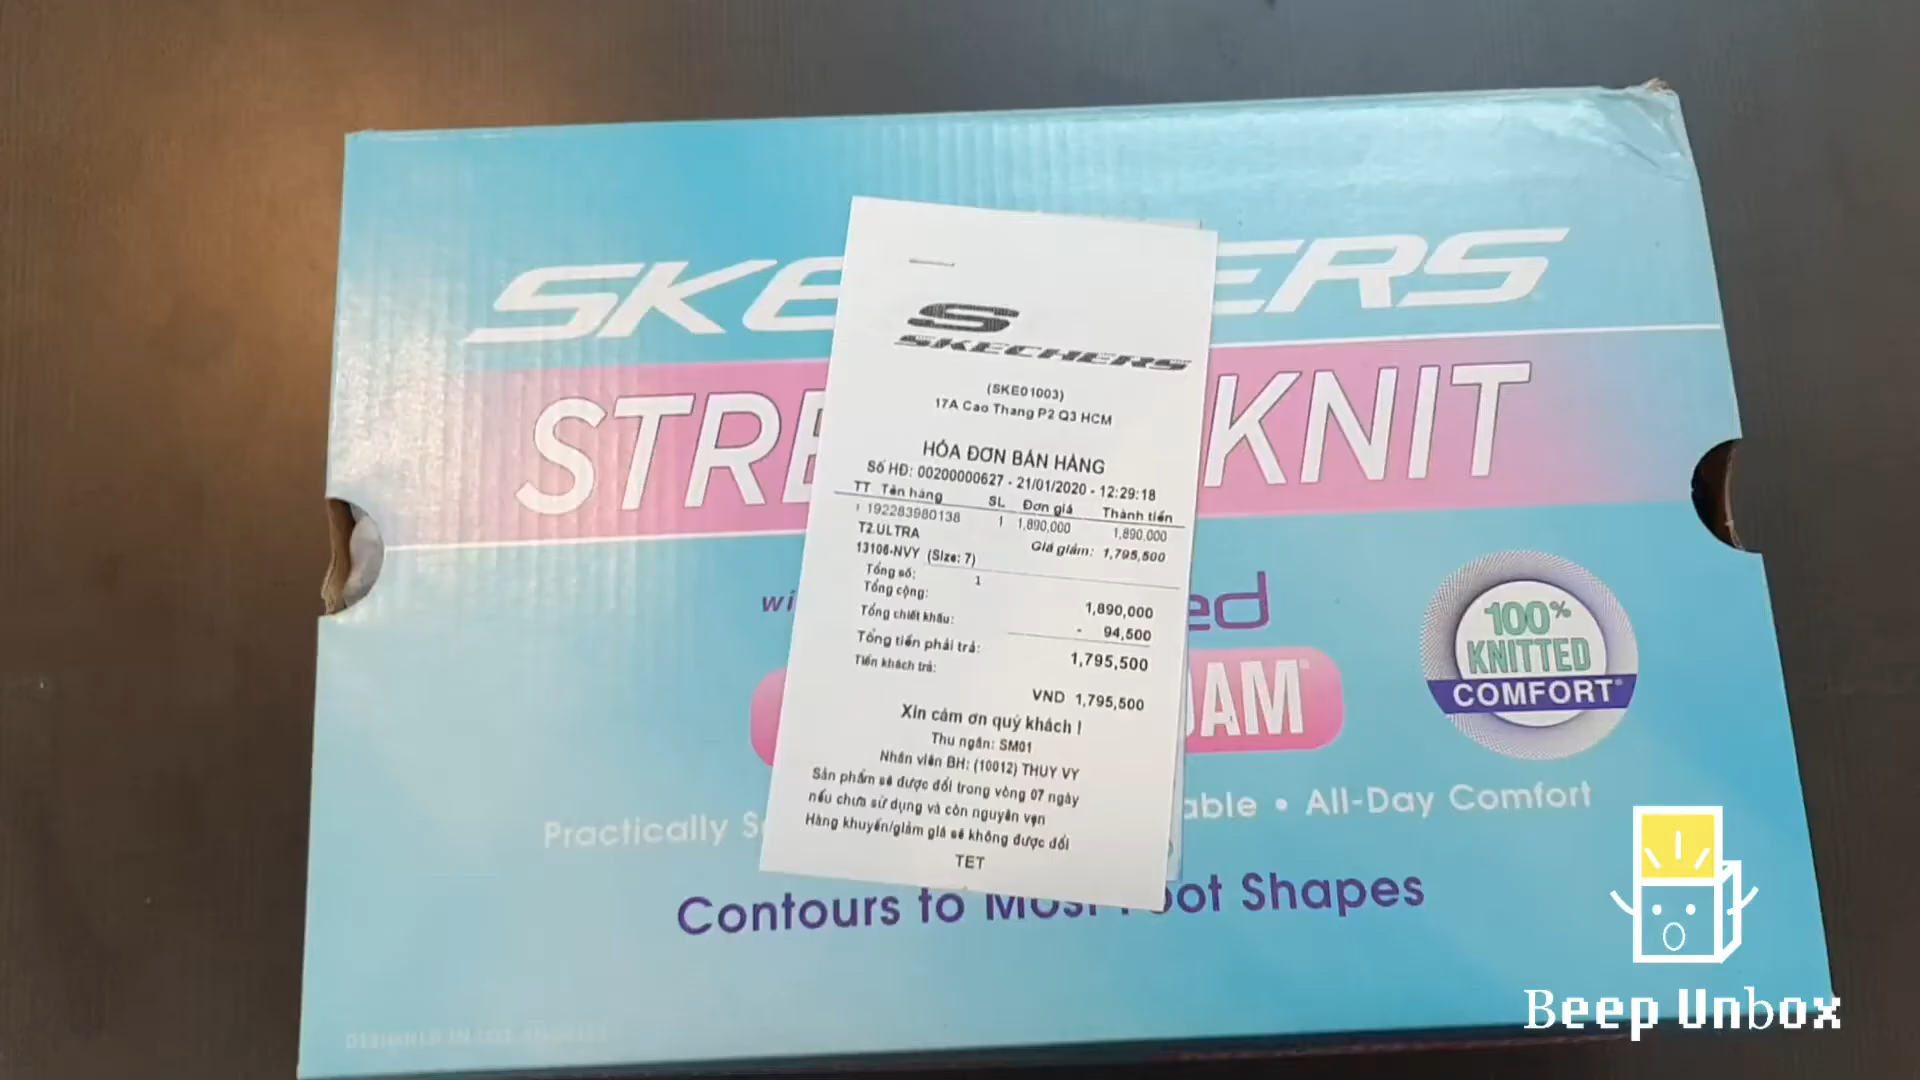 SKE ERS
STRE KNIT
S
SKECHERS
(SKE01003)
17A Cao Thang P2 Q3 HCM
HÓA ĐƠN BÁN HÀNG
Số HĐ: 00200000627 - 21/01/2020 - 12:29:18
TT Tên hàng SL Đơn giá Thành tiền
1 192283980138 1 1,890,000 1,890,000
T2.ULTRA Giá giảm: 1,795,500
13106-NVY (Size: 7)
Tổng số: 1
Tổng cộng: 1,890,000
Tổng chiết khấu: - 94,500
Tổng tiền phải trả: 1,795,500
Tiền khách trả:
VND 1,795,500
Xin cảm ơn quý khách !
Thu ngân: SM01
Nhân viên BH: (10012) THUY VY
Sản phẩm sẽ được đổi trong vòng 07 ngày
nếu chưa sử dụng và còn nguyên vẹn
Hàng khuyến/giảm giá sẽ không được đổi
TET
wi ed
OAM
100%
KNITTED
COMFORT
Practically S able • All-Day Comfort
Contours to Most Foot Shapes
DESIGNED IN LOS ANGELES
Beep Unbox